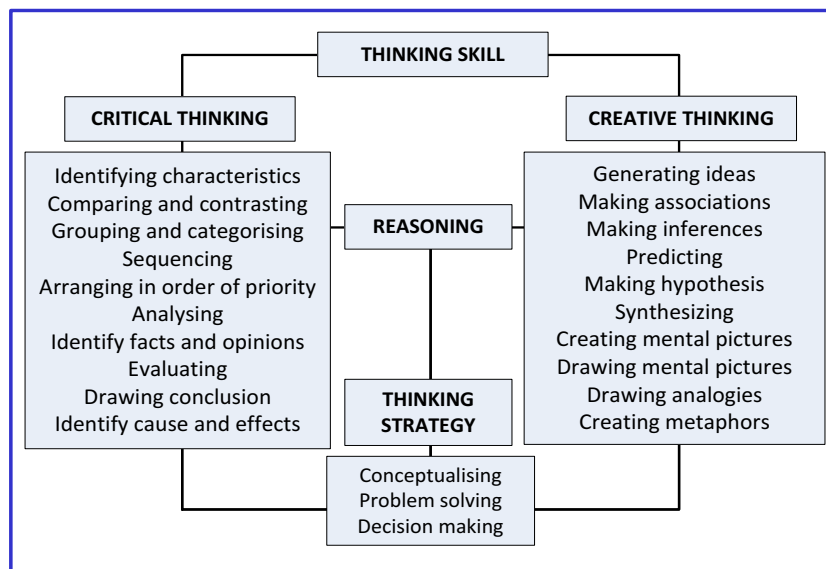 THINKING SKILL
CRITICAL THINKING
Identifying characteristics
Comparing and contrasting
Grouping and categorising
Sequencing
Arranging in order of priority
Analysing
Identify facts and opinions
Evaluating
Drawing conclusion
Identify cause and effects
REASONING
THINKING
STRATEGY
Conceptualising
Problem solving
Decision making
CREATIVE THINKING
Generating ideas
Making associations
Making inferences
Predicting
Making hypothesis
Synthesizing
Creating mental pictures
Drawing mental pictures
Drawing analogies
Creating metaphors